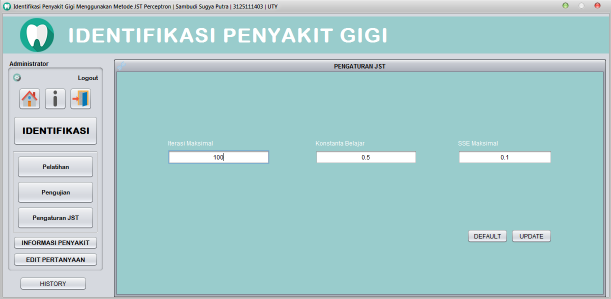 Identifikasi Penyakit Gigi Menggunakan Metode JST Perceptron | Sambudi Sugya Putra | 3125111403 | UTY
IDENTIFIKASI PENYAKIT GIGI
Administrator
Logout
IDENTIFIKASI
Pelatihan
Pengujian
Pengaturan JST
INFORMASI PENYAKIT
EDIT PERTANYAAN
HISTORY
PENGATURAN JST
Iterasi Maksimal Konstanta Belajar SSE Maksimal
100 0.5 0.1
DEFAULT UPDATE